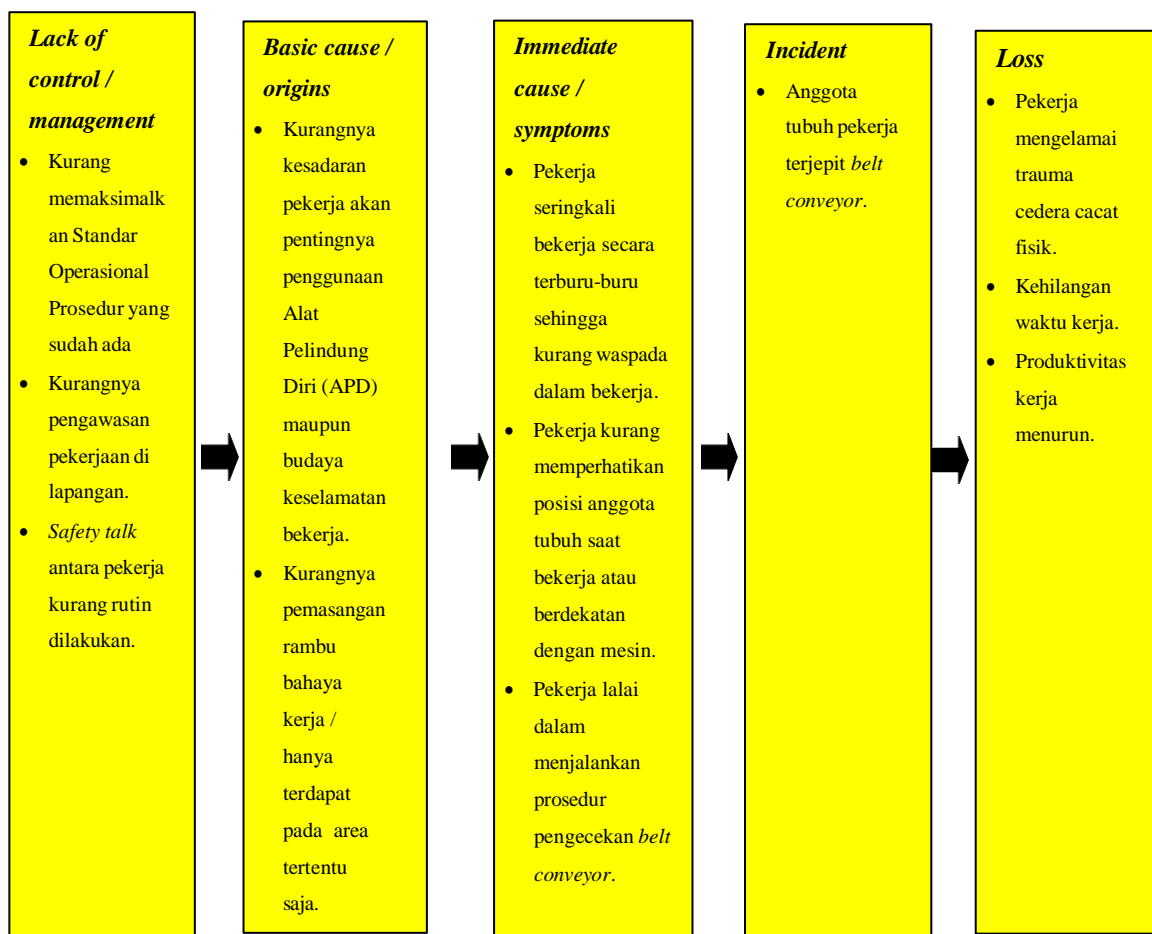 Lack of
control /
management
• Kurang
memaksimalk
an Standar
Operasional
Prosedur yang
sudah ada
• Kurangnya
pengawasan
pekerjaan di
lapangan.
• Safety talk
antara pekerja
kurang rutin
dilakukan.
Basic cause /
origins
• Kurangnya
kesadaran
pekerja akan
pentingnya
penggunaan
Alat
Pelindung
Diri (APD)
maupun
budaya
keselamatan
bekerja.
• Kurangnya
pemasangan
rambu
bahaya
kerja /
hanya
terdapat
pada area
tertentu
saja.
Immediate
cause /
symptoms
• Pekerja
seringkali
bekerja secara
terburu-buru
sehingga
kurang waspada
dalam bekerja.
• Pekerja kurang
memperhatikan
posisi anggota
tubuh saat
bekerja atau
berdekatan
dengan mesin.
• Pekerja lalai
dalam
menjalankan
prosedur
pengecekan belt
conveyor.
Incident
• Anggota
tubuh pekerja
terjepit belt
conveyor.
Loss
• Pekerja
mengelamai
trauma
cedera cacat
fisik.
• Kehilangan
waktu kerja.
• Produktivitas
kerja
menurun.